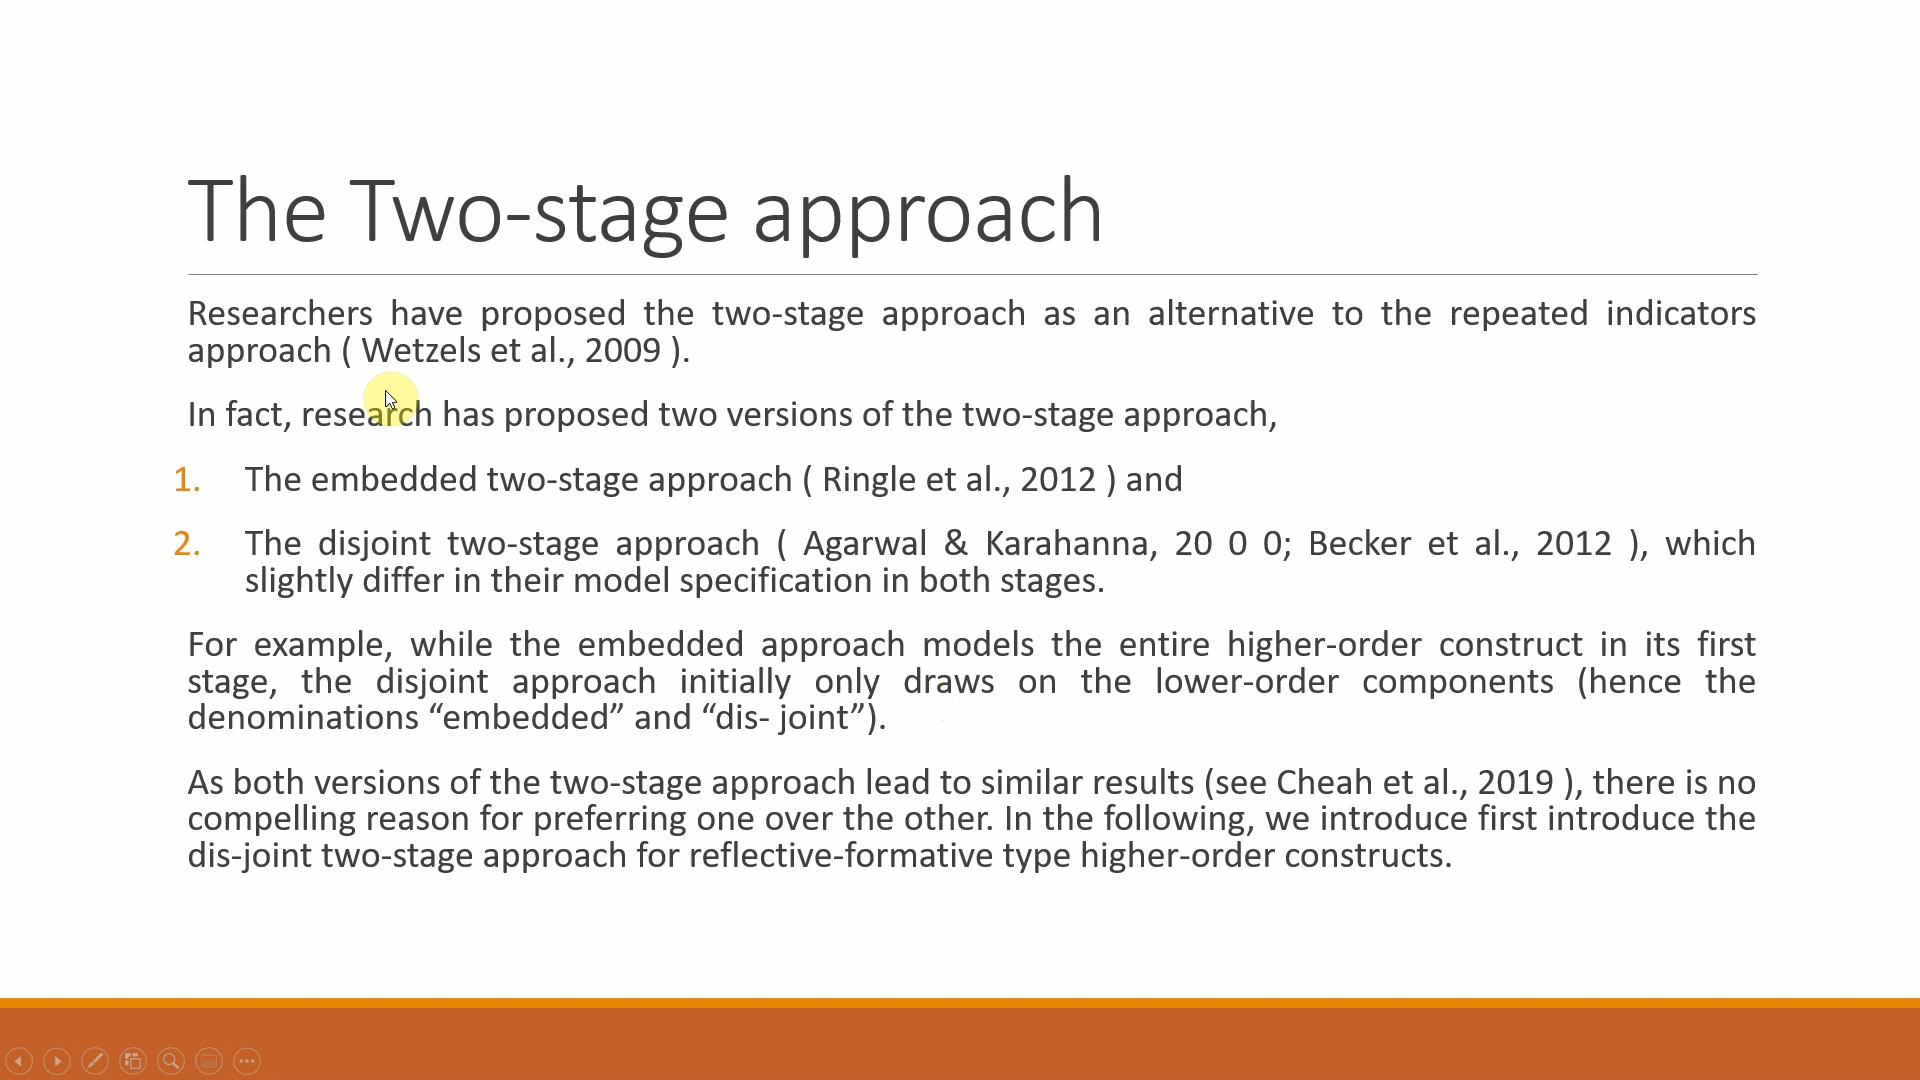 The Two-stage approach
Researchers have proposed the two-stage approach as an alternative to the repeated indicators
approach ( Wetzels et al., 2009 ).
In fact, research has proposed two versions of the two-stage approach,
1. The embedded two-stage approach ( Ringle et al., 2012 ) and
2. The disjoint two-stage approach ( Agarwal & Karahanna, 20 0 0; Becker et al., 2012 ), which
slightly differ in their model specification in both stages.
For example, while the embedded approach models the entire higher-order construct in its first
stage, the disjoint approach initially only draws on the lower-order components (hence the
denominations “embedded” and “dis- joint”).
As both versions of the two-stage approach lead to similar results (see Cheah et al., 2019 ), there is no
compelling reason for preferring one over the other. In the following, we introduce first introduce the
dis-joint two-stage approach for reflective-formative type higher-order constructs.